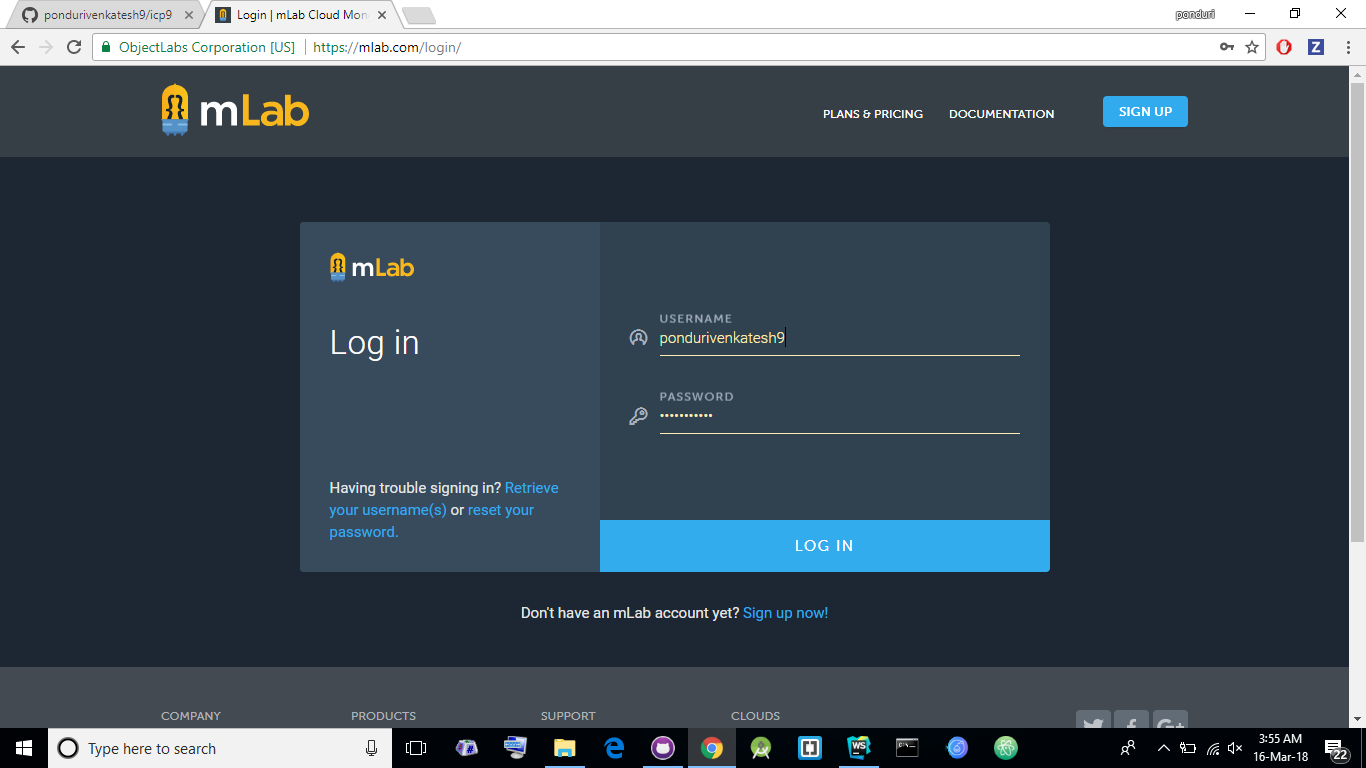 pondurivenkatesh9/icp9
Login | mLab Cloud Mon
ponduri
ObjectLabs Corporation [US]
https://mlab.com/login/
mLab
PLANS & PRICING
DOCUMENTATION
SIGN UP
mLab
Log in
Having trouble signing in? Retrieve
your username(s) or reset your
password.
USERNAME
pondurivenkatesh9
PASSWORD
•••••••••••
LOG IN
Don't have an mLab account yet? Sign up now!
COMPANY
PRODUCTS
SUPPORT
CLOUDS
Type here to search
3:55 AM
16-Mar-18
22